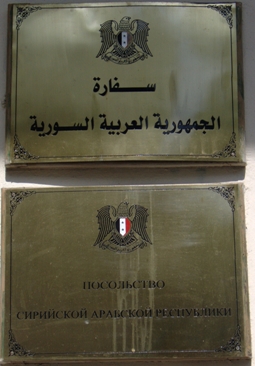 سفارة
الجمهورية العربية السورية
ПОСОЛЬСТВО
СИРИЙСКОЙ АРАБСКОЙ РЕСПУБЛИКИ